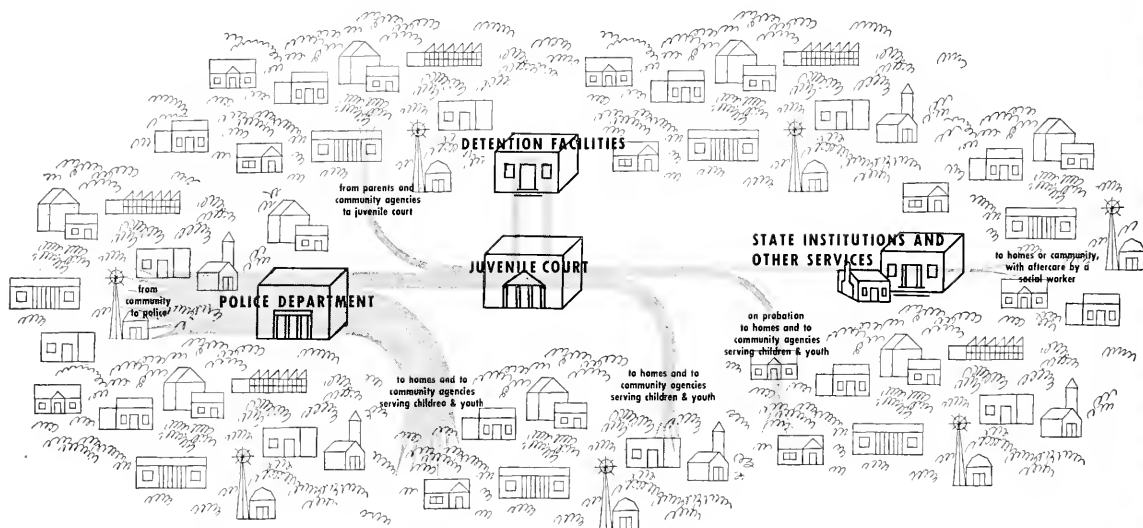 DETENTION FACILITIES
from parents and
community agencies
to juvenile court
STATE INSTITUTIONS AND
OTHER SERVICES
JUVENILE COURT
to homes or cammunity,
with aftercare by a
social worker
from
community
to police
POLICE DEPARTMENT
on probation
to homes and to
community agencies
serving children & youth
to homes and to
community agencies
serving childreo & youth
to homes and to
community agencies
serving children & youth